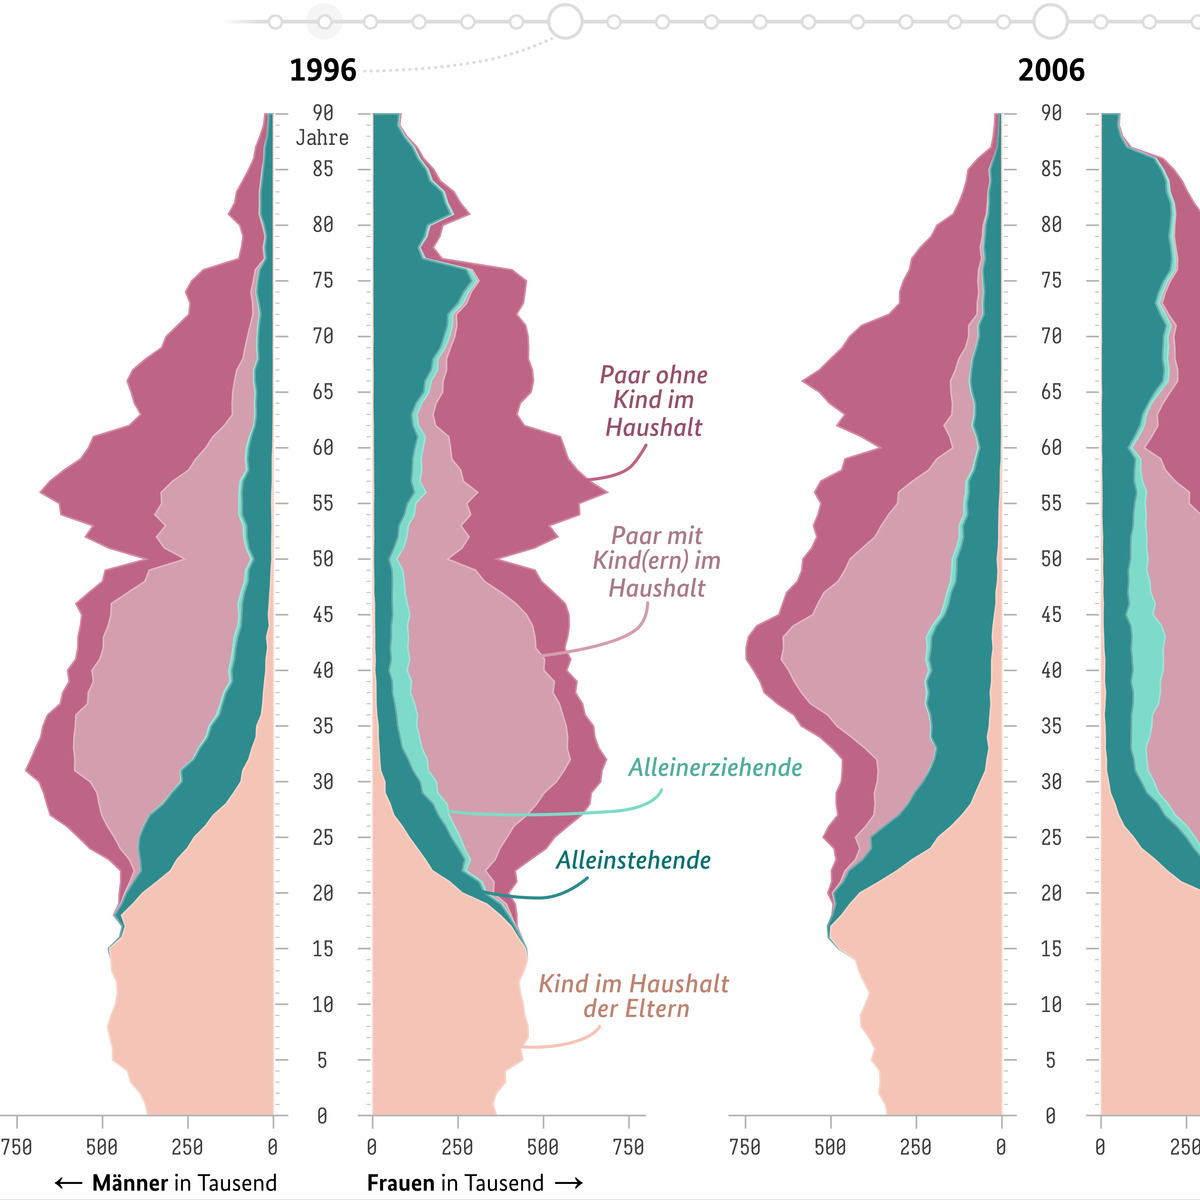 1996
2006
90
Jahre
85
80
75
70
65
60
55
50
45
40
35
30
25
20
15
10
5
0
90
85
80
75
70
65
60
55
50
45
40
35
30
25
20
15
10
5
0
Paar ohne
Kind im
Haushalt
Paar mit
Kind(ern) im
Haushalt
Alleinerziehende
Alleinstehende
Kind im Haushalt
der Eltern
750 500 250 0
0 250 500 750
750 500 250 0
0 250
← Männer in Tausend
Frauen in Tausend →